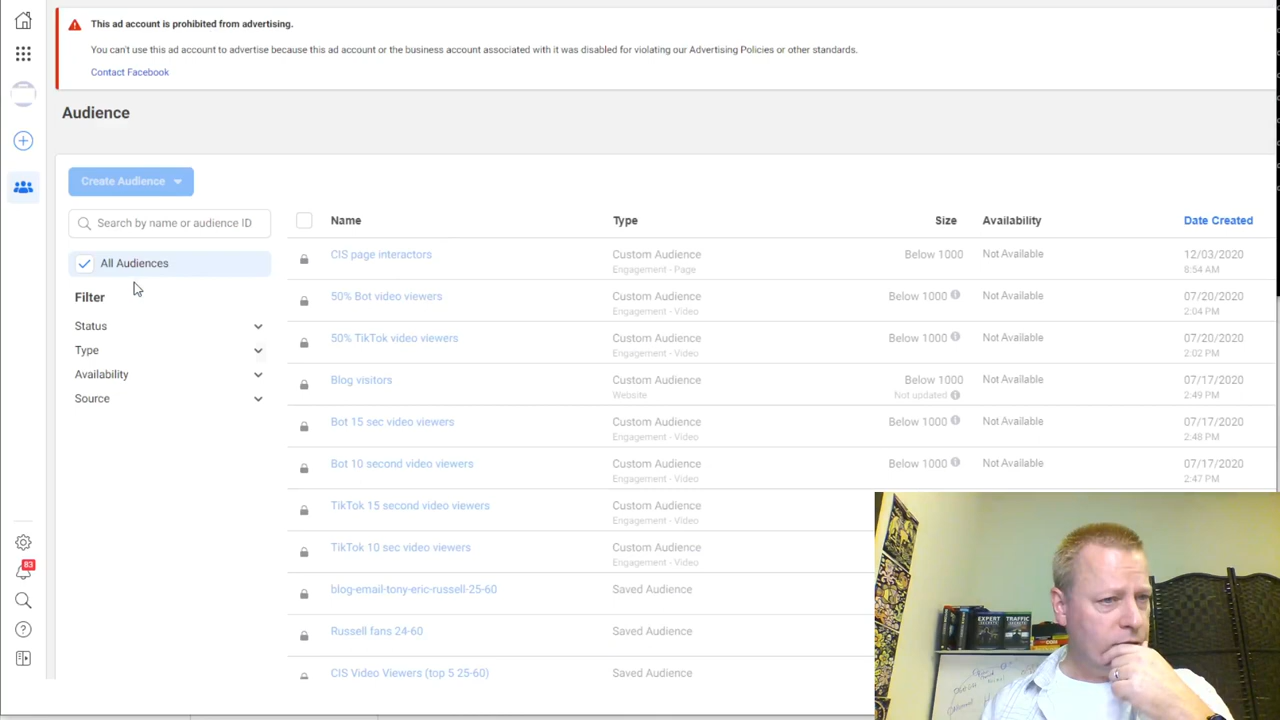 This ad account is prohibited from advertising.
You can't use this ad account to advertise because this ad account or the business account associated with it was disabled for violating our Advertising Policies or other standards.
Contact Facebook
Audience
Create Audience
Search by name or audience ID
All Audiences
Filter
Status
Type
Availability
Source
Name Type Size Availability Date Created
CIS page interactors Custom Audience Below 1000 Not Available 12/03/2020
Engagement - Page 8:54 AM
50% Bot video viewers Custom Audience Below 1000 Not Available 07/20/2020
Engagement - Video 2:04 PM
50% TikTok video viewers Custom Audience Below 1000 Not Available 07/20/2020
Engagement - Video 2:02 PM
Blog visitors Custom Audience Below 1000 Not Available 07/17/2020
Website Not updated 2:49 PM
Bot 15 sec video viewers Custom Audience Below 1000 Not Available 07/17/2020
Engagement - Video 2:48 PM
Bot 10 second video viewers Custom Audience Below 1000 Not Available 07/17/2020
Engagement - Video 2:47 PM
TikTok 15 second video viewers Custom Audience
Engagement - Video
TikTok 10 sec video viewers Custom Audience
Engagement - Video
blog-email-tony-eric-russell-25-60 Saved Audience
Russell fans 24-60 Saved Audience
CIS Video Viewers (top 5 25-60) Saved Audience
83
EXPERT
SECRETS
TRAFFIC
SECRETS